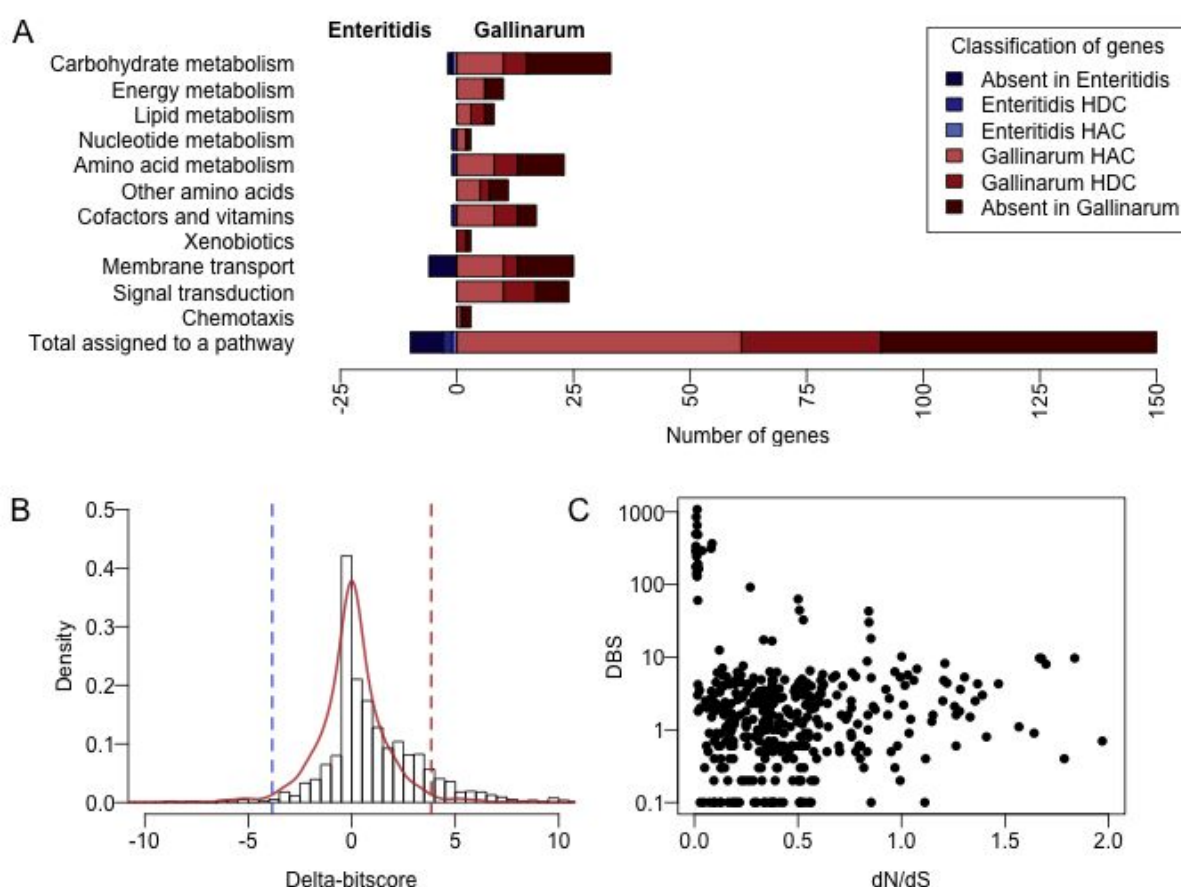 A
Enteritidis Gallinarum
Carbohydrate metabolism
Energy metabolism
Lipid metabolism
Nucleotide metabolism
Amino acid metabolism
Other amino acids
Cofactors and vitamins
Xenobiotics
Membrane transport
Signal transduction
Chemotaxis
Total assigned to a pathway
-25 0 25 50 75 100 125 150
Number of genes
Classification of genes
Absent in Enteritidis
Enteritidis HDC
Enteritidis HAC
Gallinarum HAC
Gallinarum HDC
Absent in Gallinarum
B
0.5
0.4
0.3
0.2
0.1
0.0
Density
-10 -5 0 5 10
Delta-bitscore
C
1000
100
10
1
0.1
DBS
0.0 0.5 1.0 1.5 2.0
dN/dS